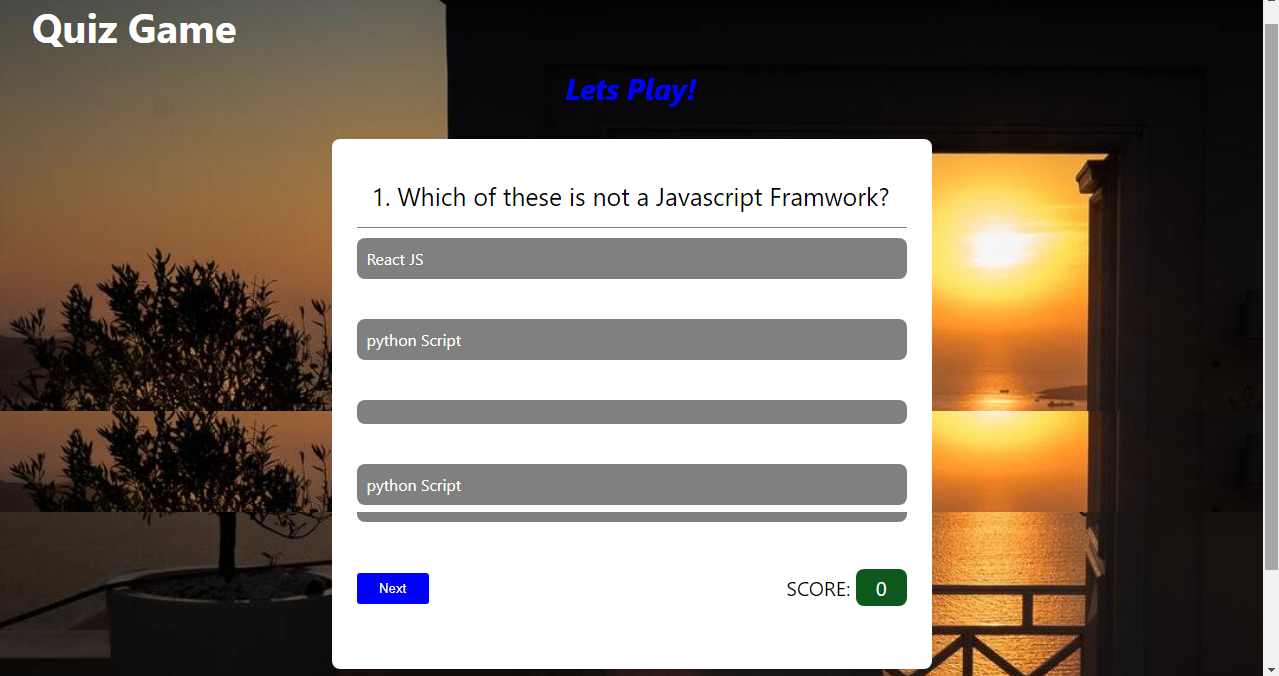 Quiz Game
Lets Play!
1. Which of these is not a Javascript Framwork?
React JS
python Script
python Script
Next
SCORE: 0